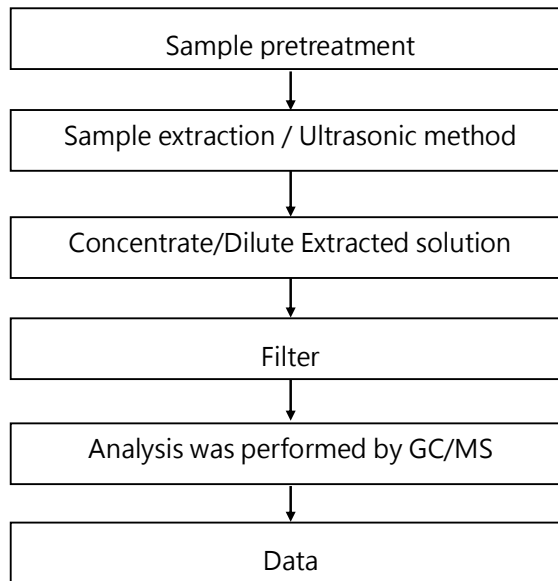 Sample pretreatment
Sample extraction / Ultrasonic method
Concentrate/Dilute Extracted solution
Filter
Analysis was performed by GC/MS
Data